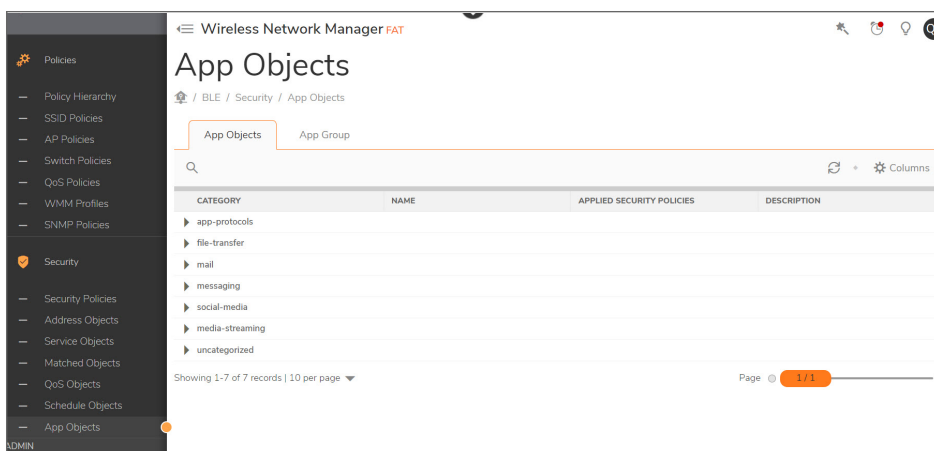 Wireless Network Manager FAT
Q
App Objects
/ BLE / Security / App Objects
App Objects App Group
Columns
CATEGORY NAME APPLIED SECURITY POLICIES DESCRIPTION
app-protocols
file-transfer
mail
messaging
social-media
media-streaming
uncategorized
Showing 1-7 of 7 records | 10 per page
Page 1 / 1
Policies
Policy Hierarchy
SSID Policies
AP Policies
Switch Policies
QoS Policies
WMM Profiles
SNMP Policies
Security
Security Policies
Address Objects
Service Objects
Matched Objects
QoS Objects
Schedule Objects
App Objects
ADMIN